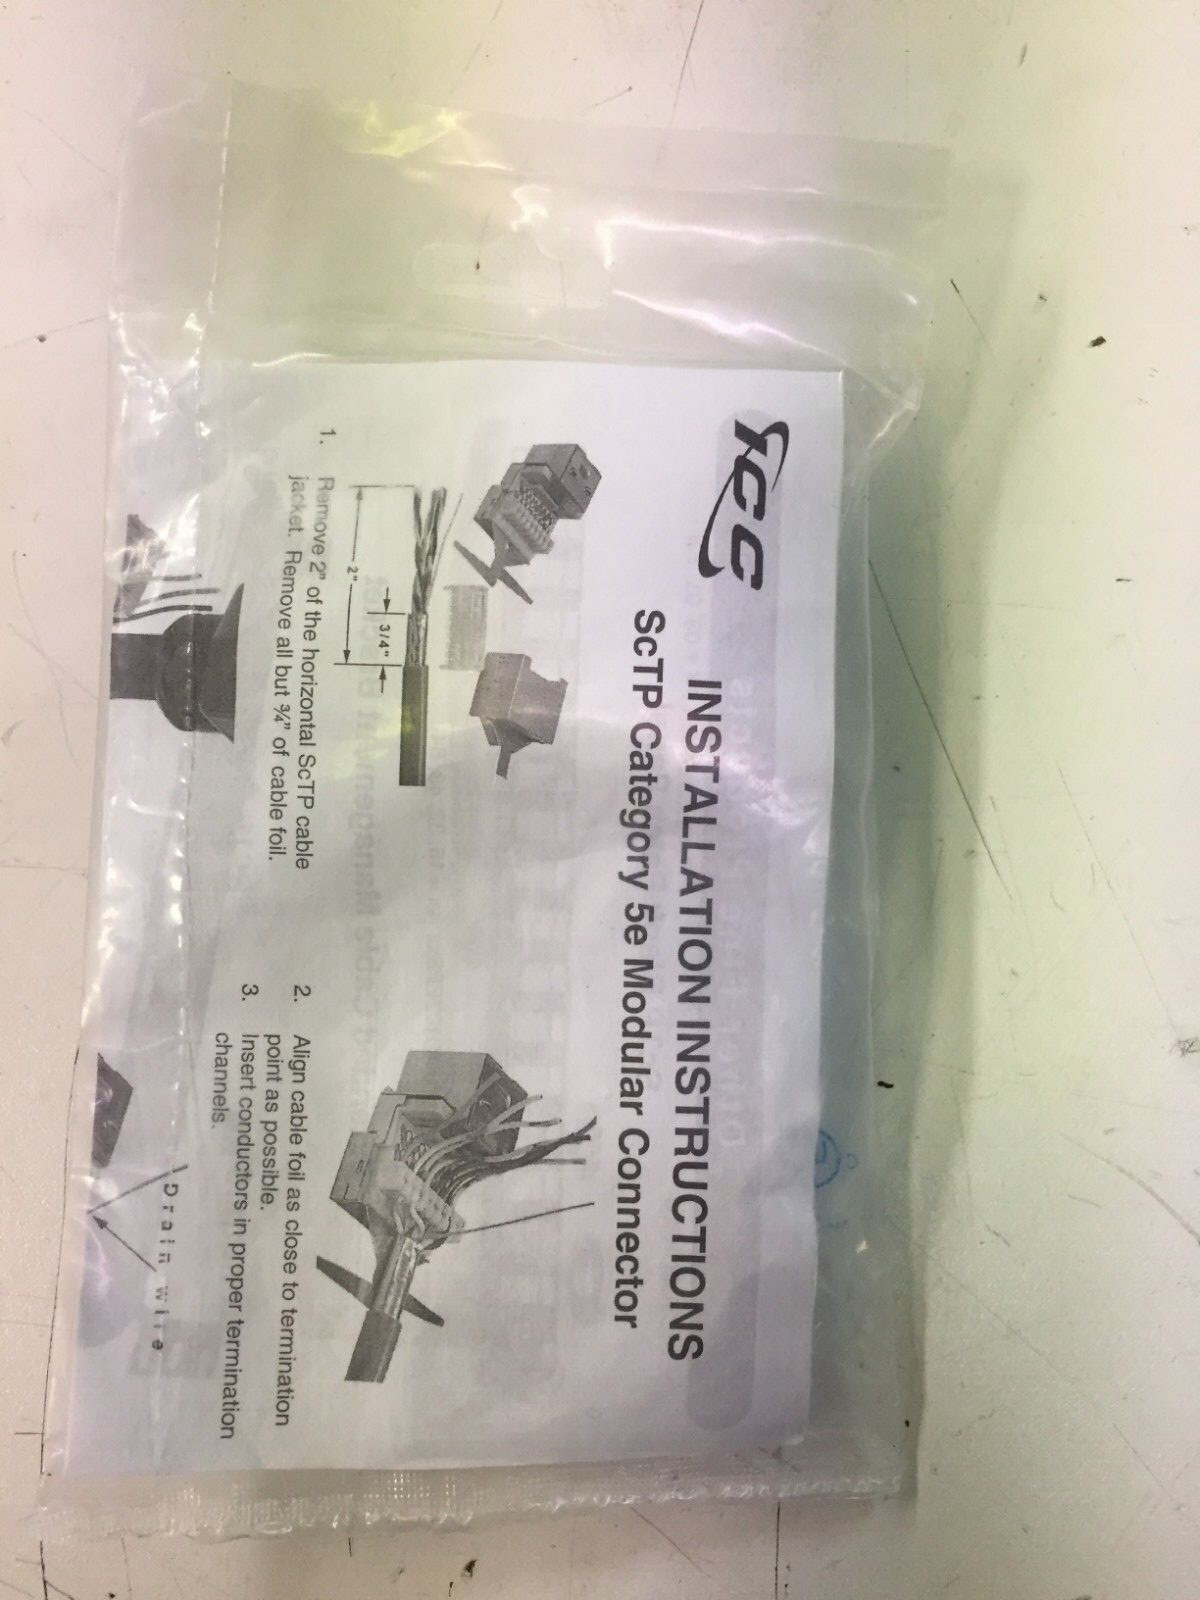 ICC
INSTALLATION INSTRUCTIONS
ScTP Category 5e Modular Connector
2"
3/4"
1. Remove 2" of the horizontal ScTP cable
jacket. Remove all but ¾" of cable foil.
2. Align cable foil as close to termination
point as possible.
3. Insert conductors in proper termination
channels.
Drain wire